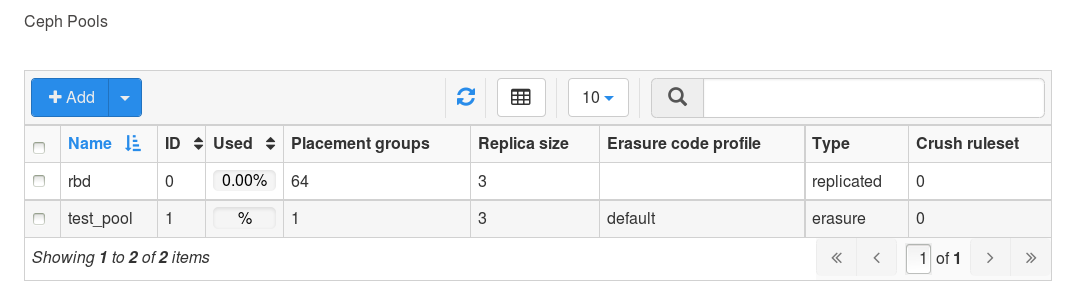 Ceph Pools
Add
10
Name ID Used Placement groups Replica size Erasure code profile Type Crush ruleset
rbd 0 0.00% 64 3 replicated 0
test_pool 1 % 1 3 default erasure 0
Showing 1 to 2 of 2 items « < 1 of 1 > »